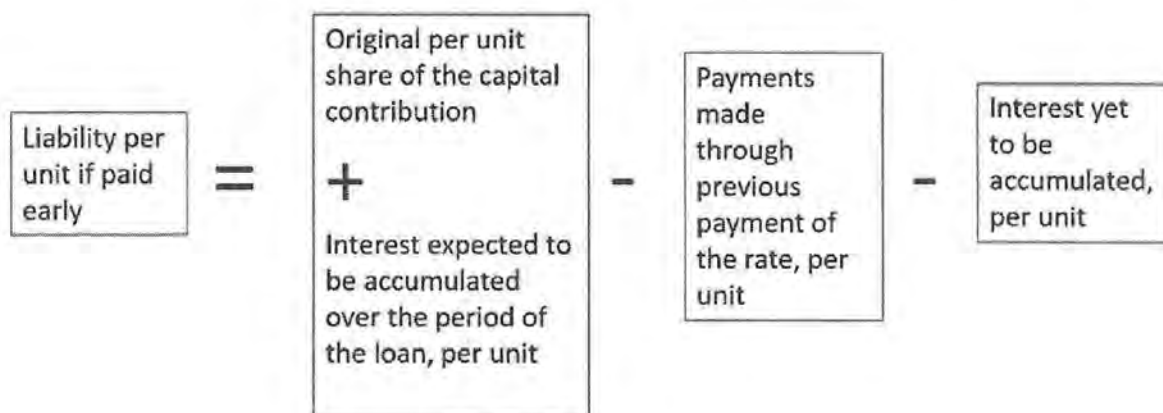 Liability per
unit if paid
early
=
Original per unit
share of the capital
contribution
+
Interest expected to
be accumulated
over the period of
the loan, per unit
-
Payments
made
through
previous
payment of
the rate, per
unit
-
Interest yet
to be
accumulated,
per unit